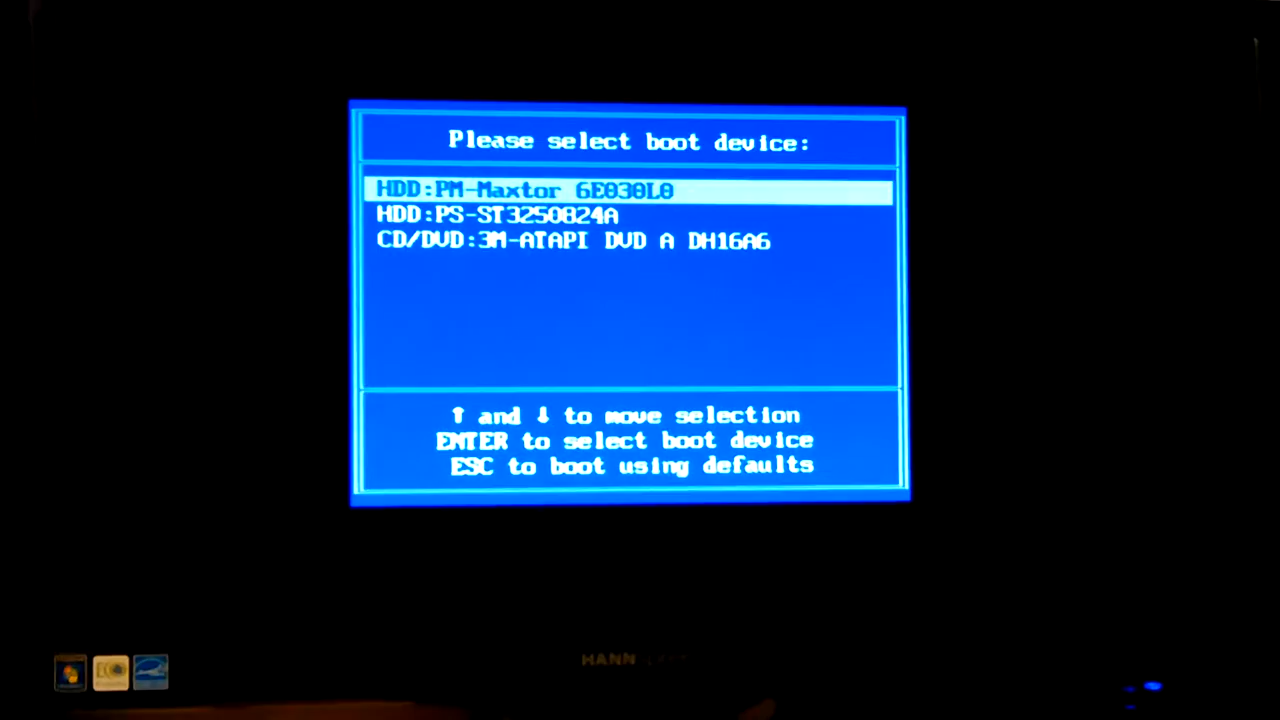 Please select boot device:
HDD:PM-Maxtor 6E030L0
HDD:PS-ST3250824A
CD/DVD:3M-ATAPI DVD A DH16A6
↑ and ↓ to move selection
ENTER to select boot device
ESC to boot using defaults
HANN